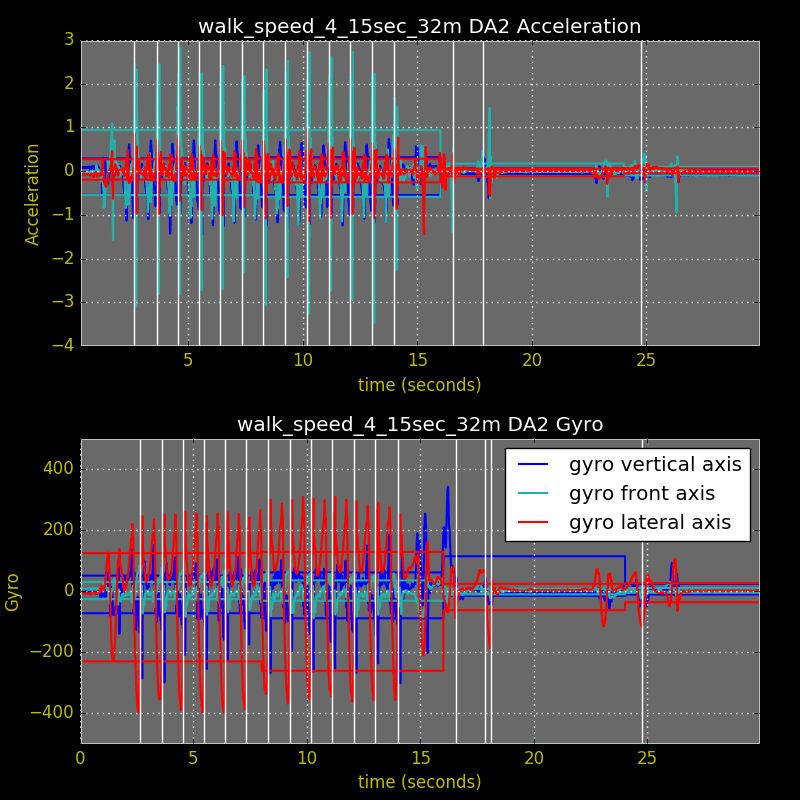 walk_speed_4_15sec_32m DA2 Acceleration
3
2
1
0
−1
−2
−3
−4
Acceleration
5 10 15 20 25
time (seconds)
walk_speed_4_15sec_32m DA2 Gyro
400
200
0
−200
−400
Gyro
gyro vertical axis
gyro front axis
gyro lateral axis
0 5 10 15 20 25
time (seconds)